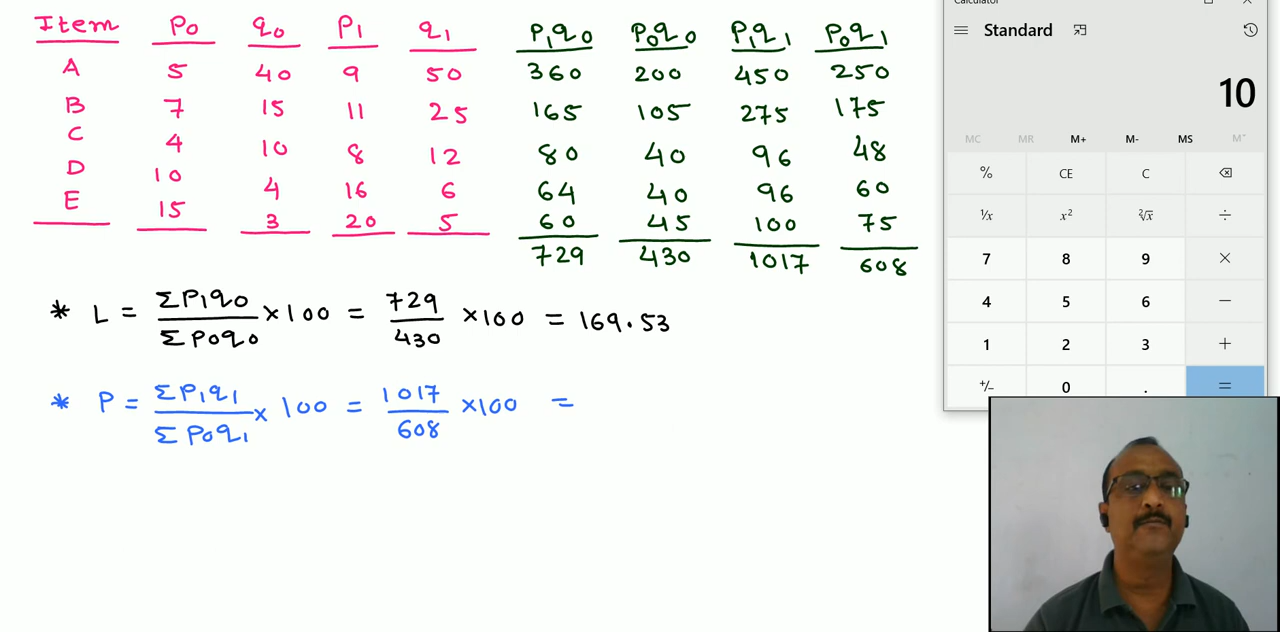 Item P0 q0 P1 q1 P1q0 P0q0 P1q1 P0q1
A 5 40 9 50 360 200 450 250
B 7 15 11 25 165 105 275 175
C 4 10 8 12 80 40 96 48
D 10 4 16 6 64 40 96 60
E 15 3 20 5 60 45 100 75
729 430 1017 608
* L = ΣP1q0 / ΣP0q0 ×100 = 729 / 430 ×100 = 169.53
* P = ΣP1q1 / ΣP0q1 × 100 = 1017 / 608 ×100 =
Calculator
Standard
10
MC MR M+ M- MS M˅
% CE C ⌫
¹/x x² ²√x ÷
7 8 9 ×
4 5 6 −
1 2 3 +
+/- 0 . =